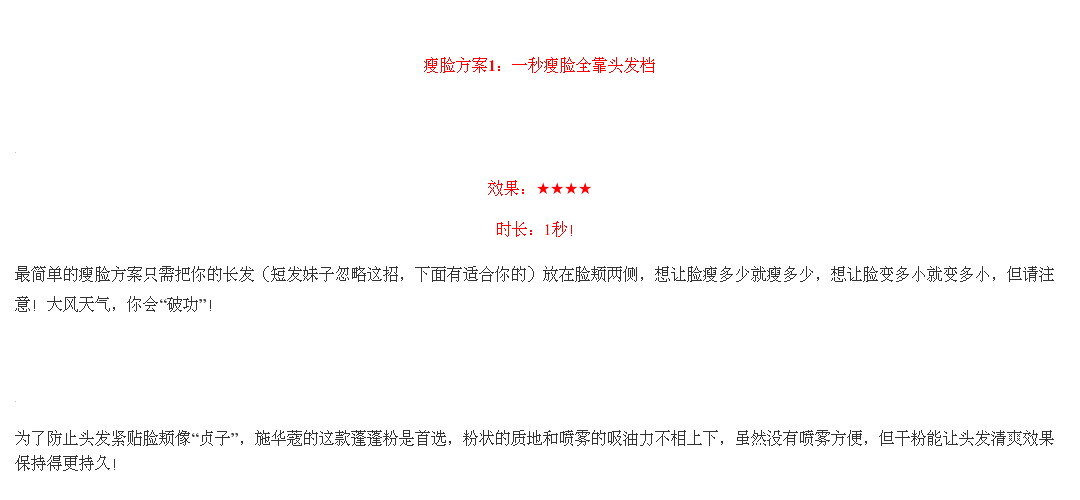 瘦脸方案1：一秒瘦脸全靠头发档
效果：★★★★
时长：1秒！
最简单的瘦脸方案只需把你的长发（短发妹子忽略这招，下面有适合你的）放在脸颊两侧，想让脸瘦多少就瘦多少，想让脸变多小就变多小，但请注
意！大风天气，你会“破功”！
为了防止头发紧贴脸颊像“贞子”，施华蔻的这款蓬蓬粉是首选，粉状的质地和喷雾的吸油力不相上下，虽然没有喷雾方便，但干粉能让头发清爽效果
保持得更持久！